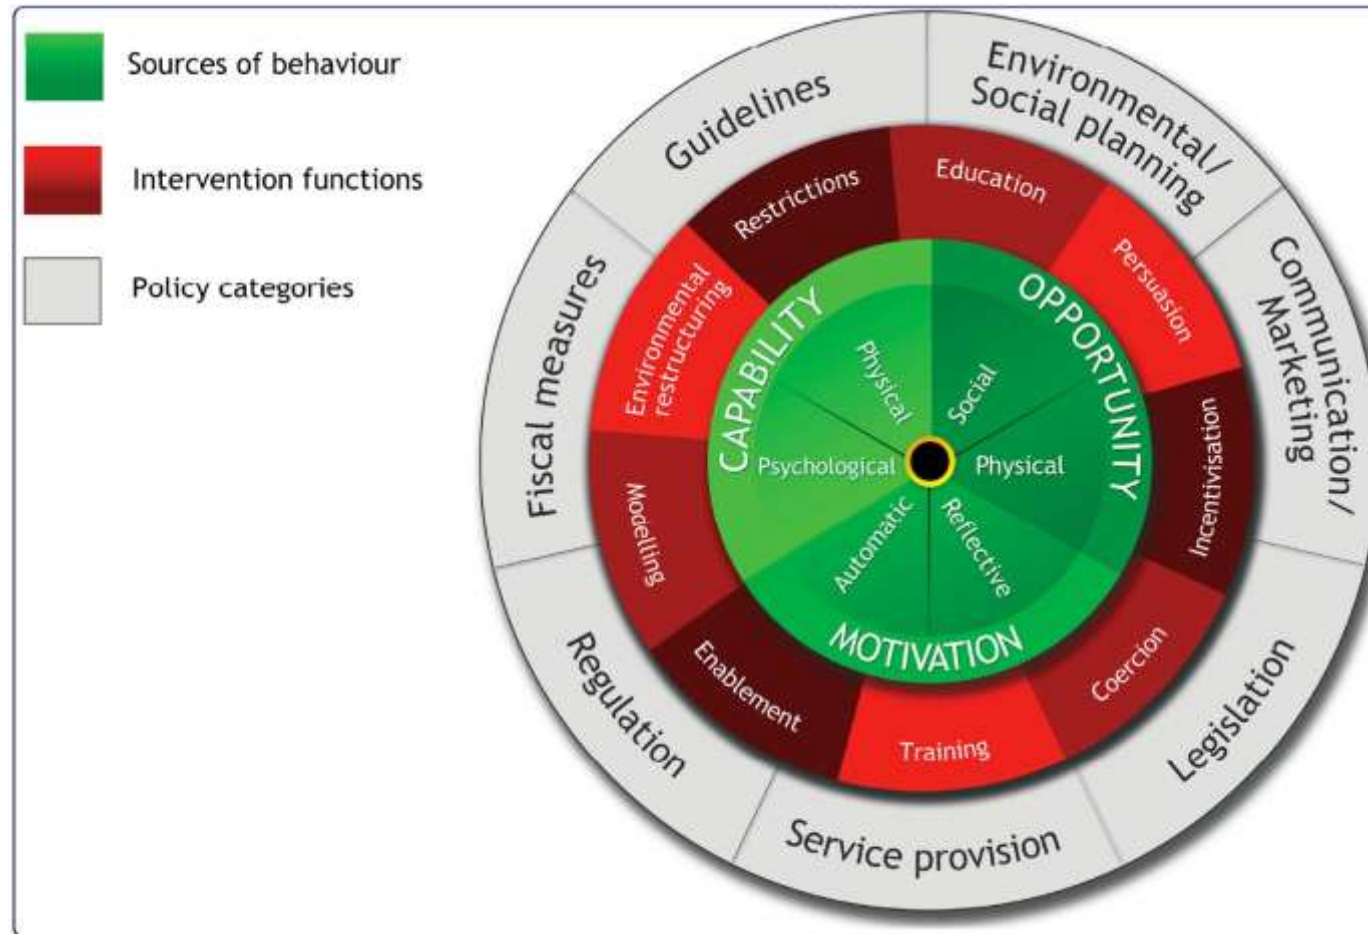 Sources of behaviour
Intervention functions
Policy categories
Environmental/
Social planning
Communication/
Marketing
Legislation
Service provision
Regulation
Fiscal measures
Guidelines
Education
Persuasion
Incentivisation
Coercion
Training
Enablement
Modelling
Environmental
restructuring
Restrictions
CAPABILITY
OPPORTUNITY
MOTIVATION
Physical
Social
Psychological
Physical
Automatic
Reflective